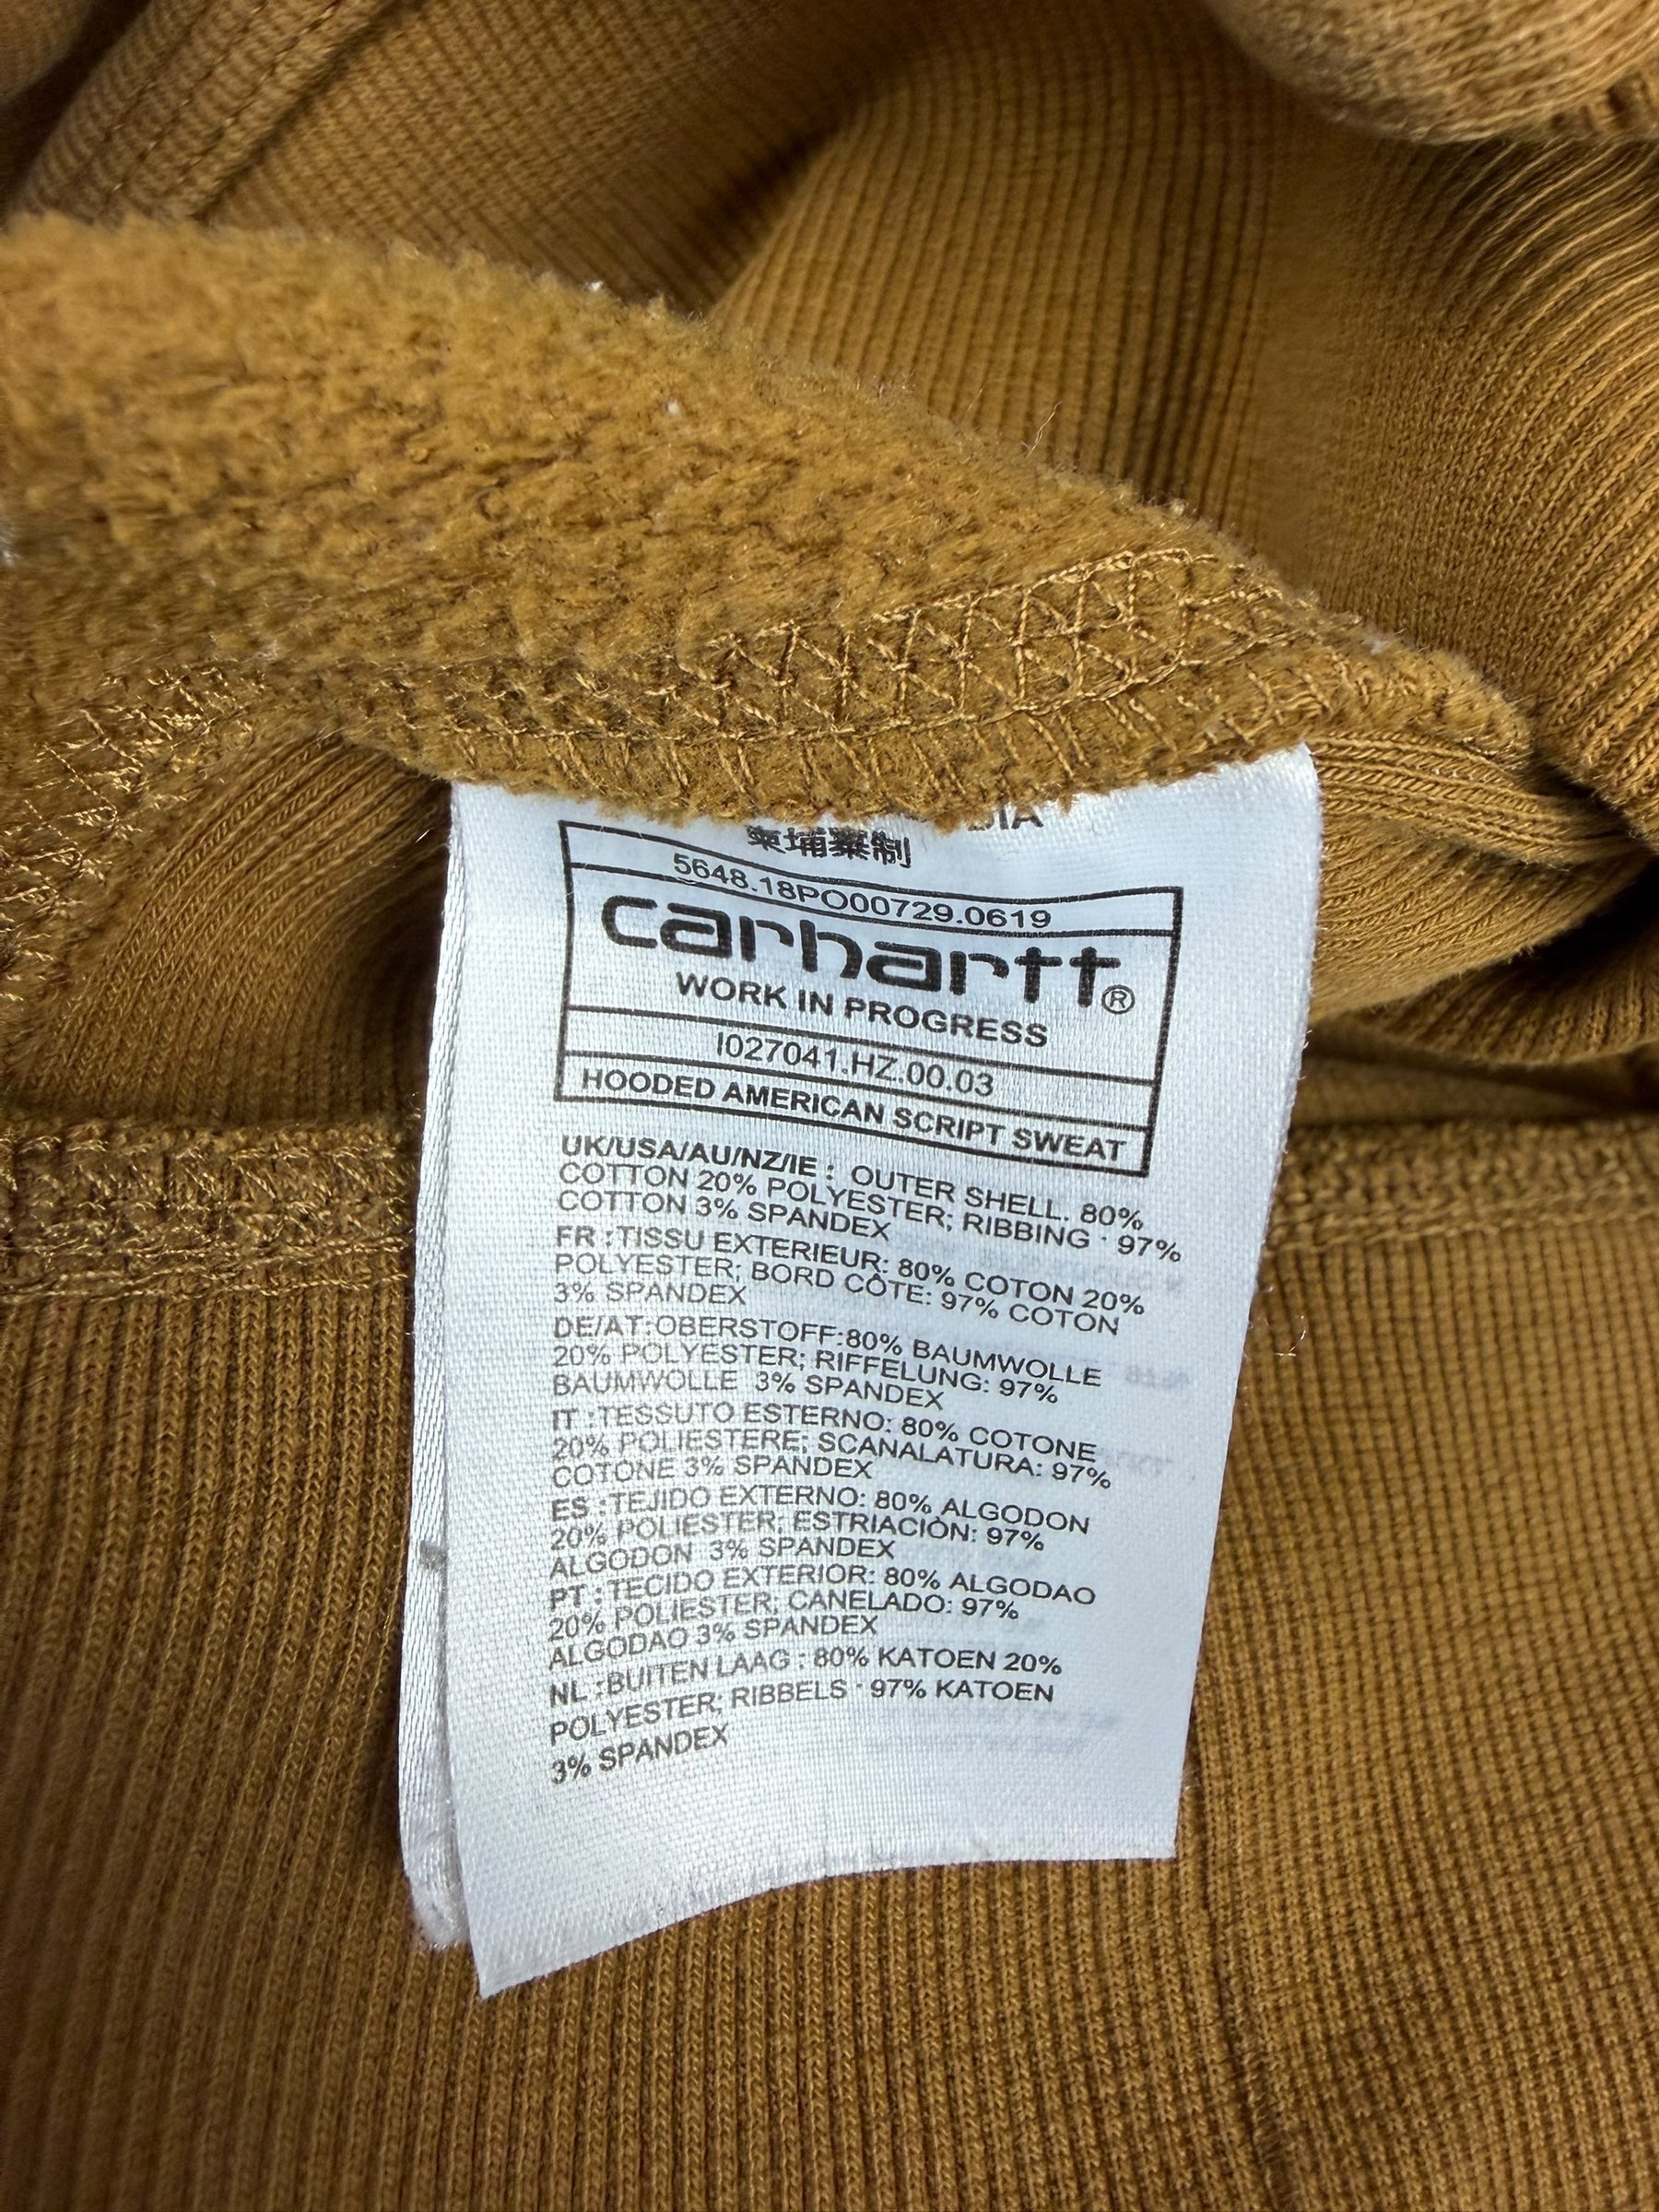 柬埔寨制
5648.18PO00729.0619
carhartt®
WORK IN PROGRESS
I027041.HZ.00.03
HOODED AMERICAN SCRIPT SWEAT
UK/USA/AU/NZ/IE : OUTER SHELL. 80%
COTTON 20% POLYESTER; RIBBING · 97%
COTTON 3% SPANDEX
FR :TISSU EXTERIEUR: 80% COTON 20%
POLYESTER; BORD CÔTE: 97% COTON
3% SPANDEX
DE/AT:OBERSTOFF:80% BAUMWOLLE
20% POLYESTER; RIFFELUNG: 97%
BAUMWOLLE 3% SPANDEX
IT :TESSUTO ESTERNO: 80% COTONE
20% POLIESTERE; SCANALATURA: 97%
COTONE 3% SPANDEX
ES :TEJIDO EXTERNO: 80% ALGODON
20% POLIESTER; ESTRIACIÒN: 97%
ALGODON 3% SPANDEX
PT :TECIDO EXTERIOR: 80% ALGODAO
20% POLIESTER; CANELADO: 97%
ALGODAO 3% SPANDEX
NL :BUITEN LAAG : 80% KATOEN 20%
POLYESTER; RIBBELS · 97% KATOEN
3% SPANDEX